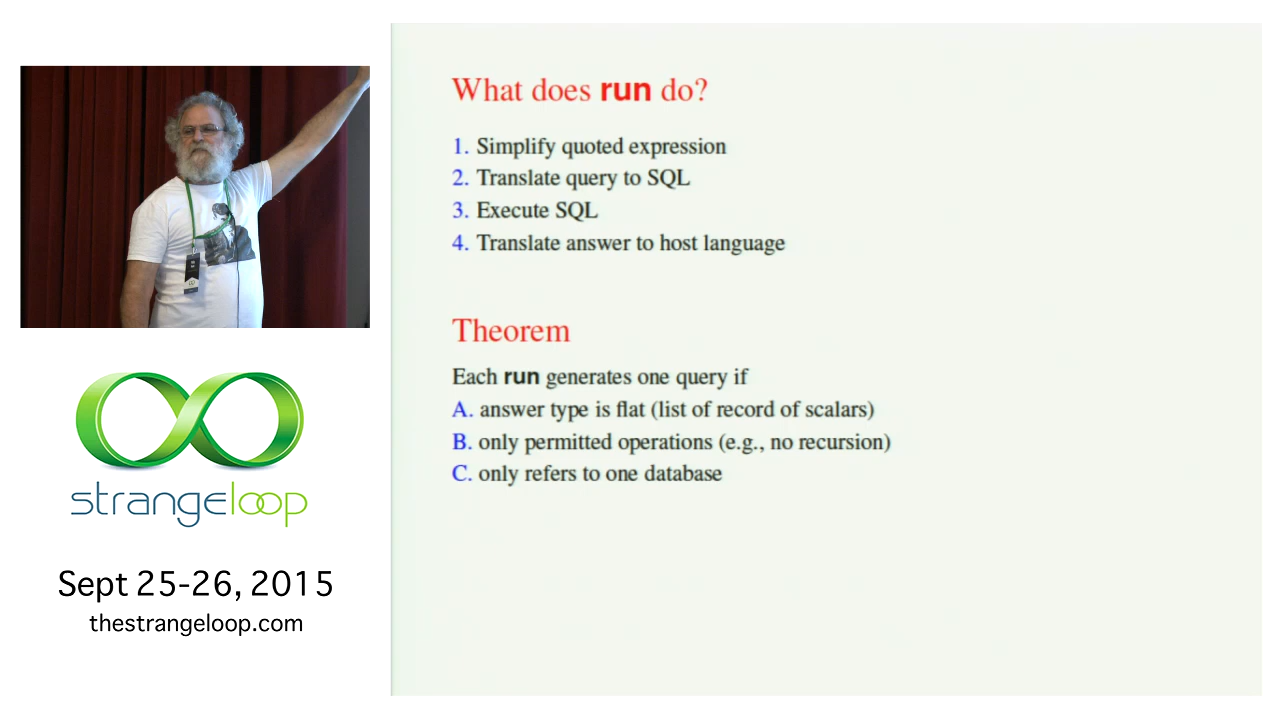 What does run do?
1. Simplify quoted expression
2. Translate query to SQL
3. Execute SQL
4. Translate answer to host language
Theorem
Each run generates one query if
A. answer type is flat (list of record of scalars)
B. only permitted operations (e.g., no recursion)
C. only refers to one database
strangeloop
Sept 25-26, 2015
thestrangeloop.com